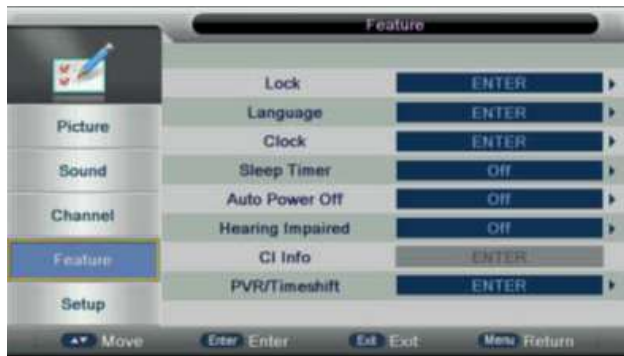 Feature
Lock ENTER
Language ENTER
Clock ENTER
Sleep Timer Off
Auto Power Off Off
Hearing Impaired Off
CI Info ENTER
PVR/Timeshift ENTER
Picture
Sound
Channel
Feature
Setup
Move Enter Enter Exit Exit Menu Return